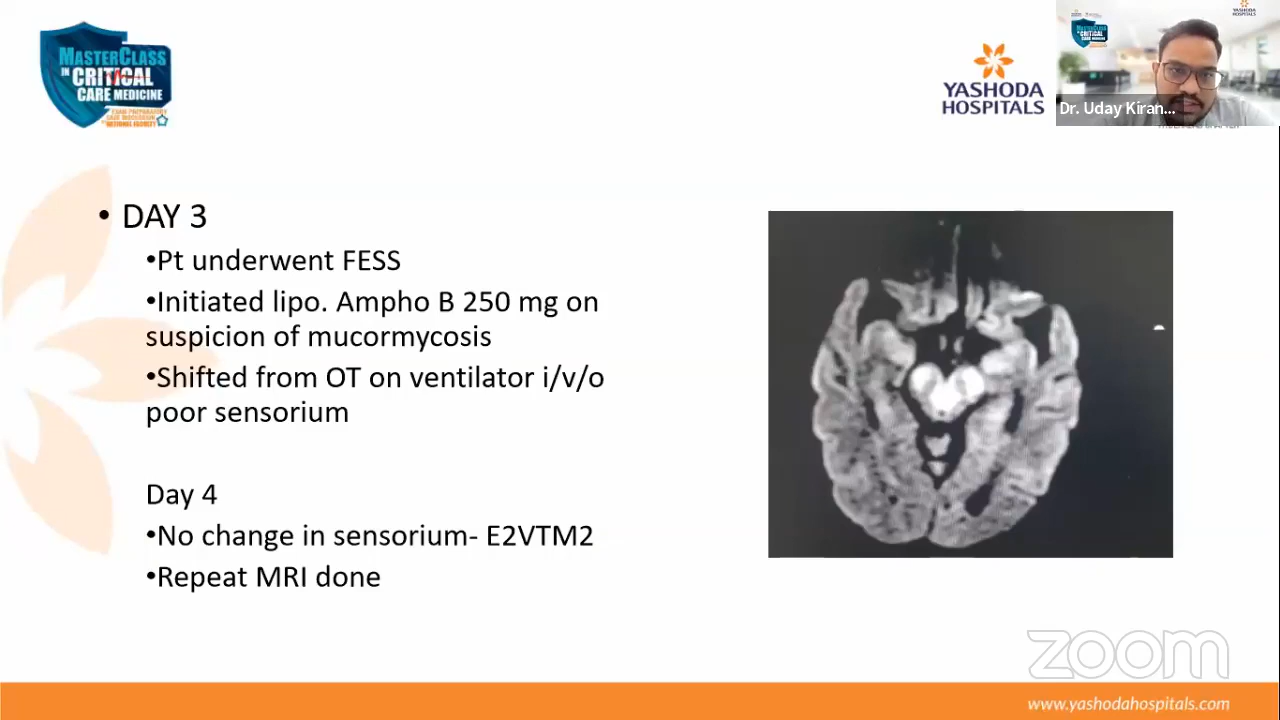 MASTERCLASS
IN CRITICAL
CARE MEDICINE
YASHODA
HOSPITALS
YASHODA
HOSPITALS
Dr. Uday Kiran...
• DAY 3
•Pt underwent FESS
•Initiated lipo. Ampho B 250 mg on
suspicion of mucormycosis
•Shifted from OT on ventilator i/v/o
poor sensorium
Day 4
•No change in sensorium- E2VTM2
•Repeat MRI done
zoom
www.yashodahospitals.com